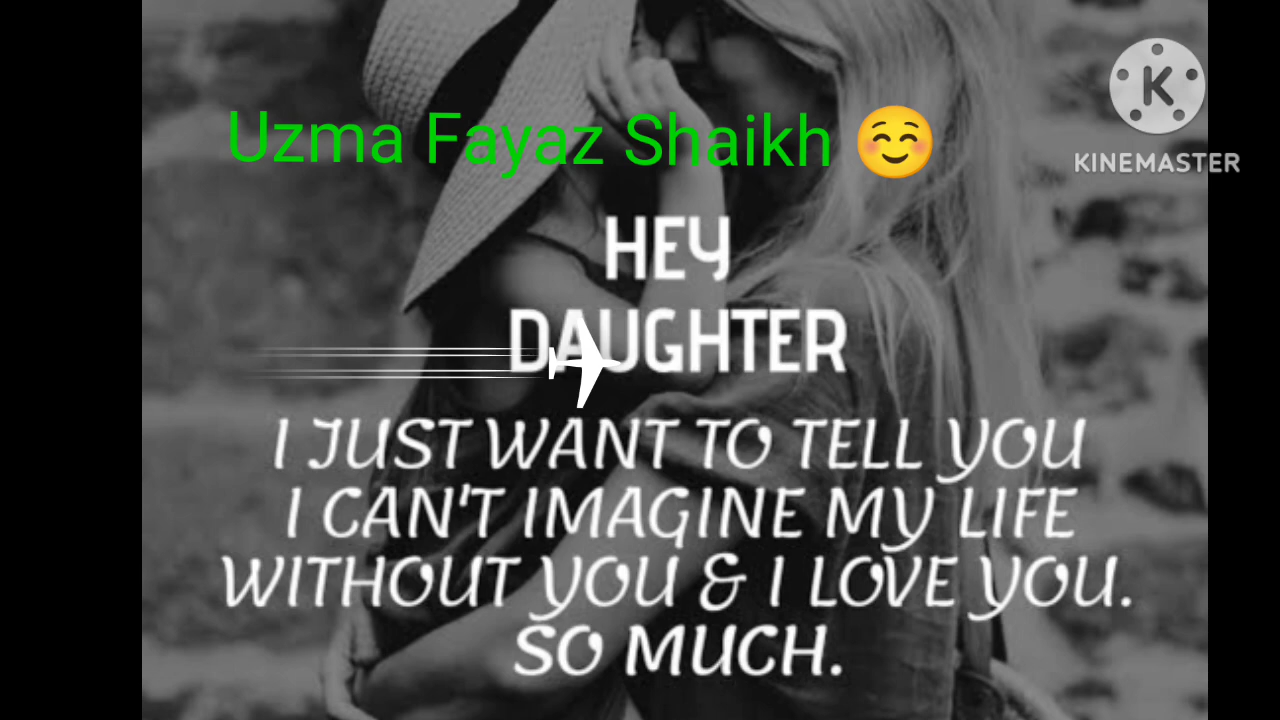 Uzma Fayaz Shaikh ☺️
KINEMASTER
HEY
DAUGHTER
I JUST WANT TO TELL YOU
I CAN'T IMAGINE MY LIFE
WITHOUT YOU & I LOVE YOU.
SO MUCH.